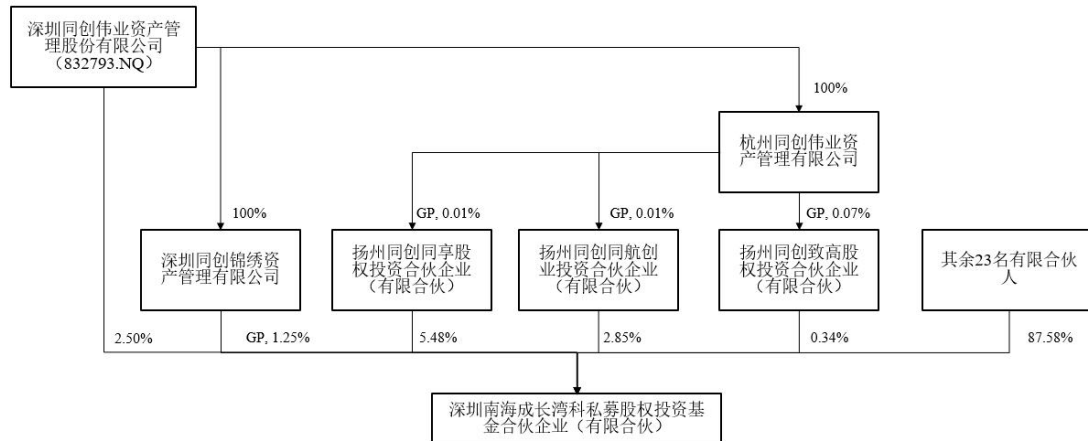 深圳同创伟业资产管
理股份有限公司
（832793.NQ）
100%
杭州同创伟业资
产管理有限公司
100%
GP, 0.01%
GP, 0.01%
GP, 0.07%
深圳同创锦绣资
产管理有限公司
扬州同创同享股
权投资合伙企业
（有限合伙）
扬州同创同航创
业投资合伙企业
（有限合伙）
扬州同创致高股
权投资合伙企业
（有限合伙）
其余23名有限合伙
人
2.50%
GP, 1.25%
5.48%
2.85%
0.34%
87.58%
深圳南海成长湾科私募股权投资基
金合伙企业（有限合伙）